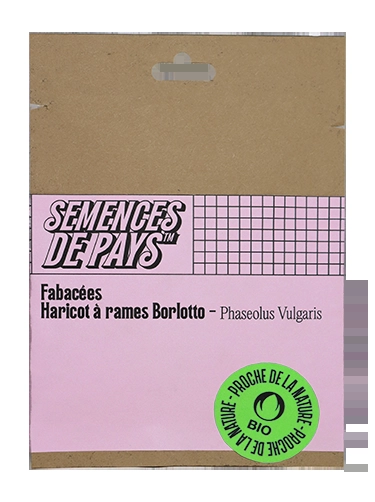 SEMENCES
DE PAYS™
Fabacées
Haricot à rames Borlotto – Phaseolus Vulgaris
PROCHE DE LA NATURE - PROCHE DE LA NATURE -
BIO